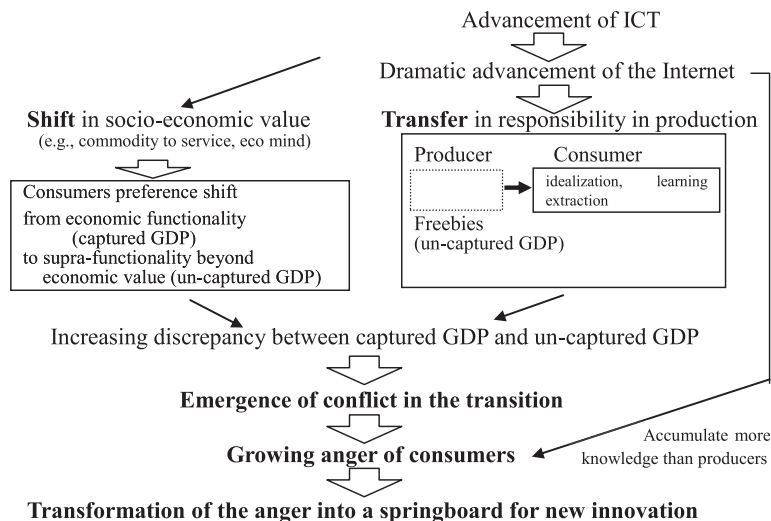 Advancement of ICT
Dramatic advancement of the Internet
Shift in socio-economic value
(e.g., commodity to service, eco mind)
Consumers preference shift
from economic functionality
(captured GDP)
to supra-functionality beyond
economic value (un-captured GDP)
Transfer in responsibility in production
Producer
Consumer
idealization, learning
extraction
Freebies
(un-captured GDP)
Increasing discrepancy between captured GDP and un-captured GDP
Emergence of conflict in the transition
Growing anger of consumers
Accumulate more
knowledge than producers
Transformation of the anger into a springboard for new innovation